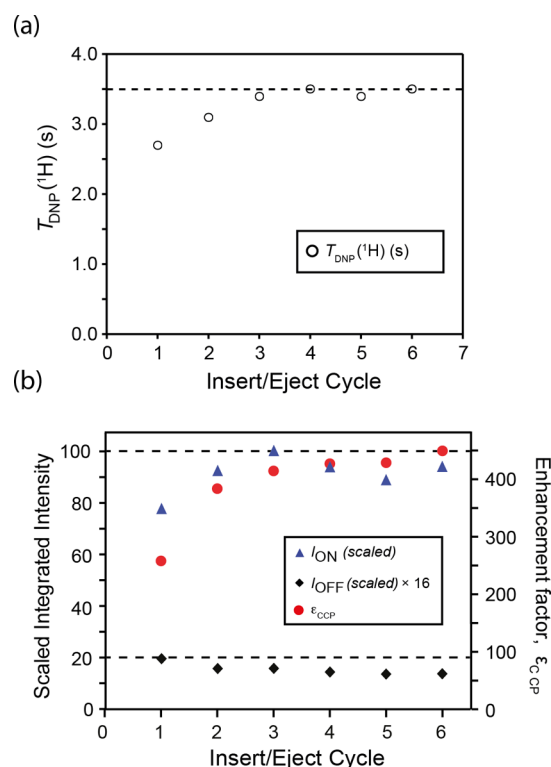 (a)
4.0
3.0
2.0
1.0
0.0
T_DNP(¹H) (s)
T_DNP(¹H) (s)
0 1 2 3 4 5 6 7
Insert/Eject Cycle
(b)
100
80
60
40
20
0
Scaled Integrated Intensity
I_ON (scaled)
I_OFF (scaled) × 16
ε_CCP
400
300
200
100
0
Enhancement factor, ε_C CP
0 1 2 3 4 5 6
Insert/Eject Cycle